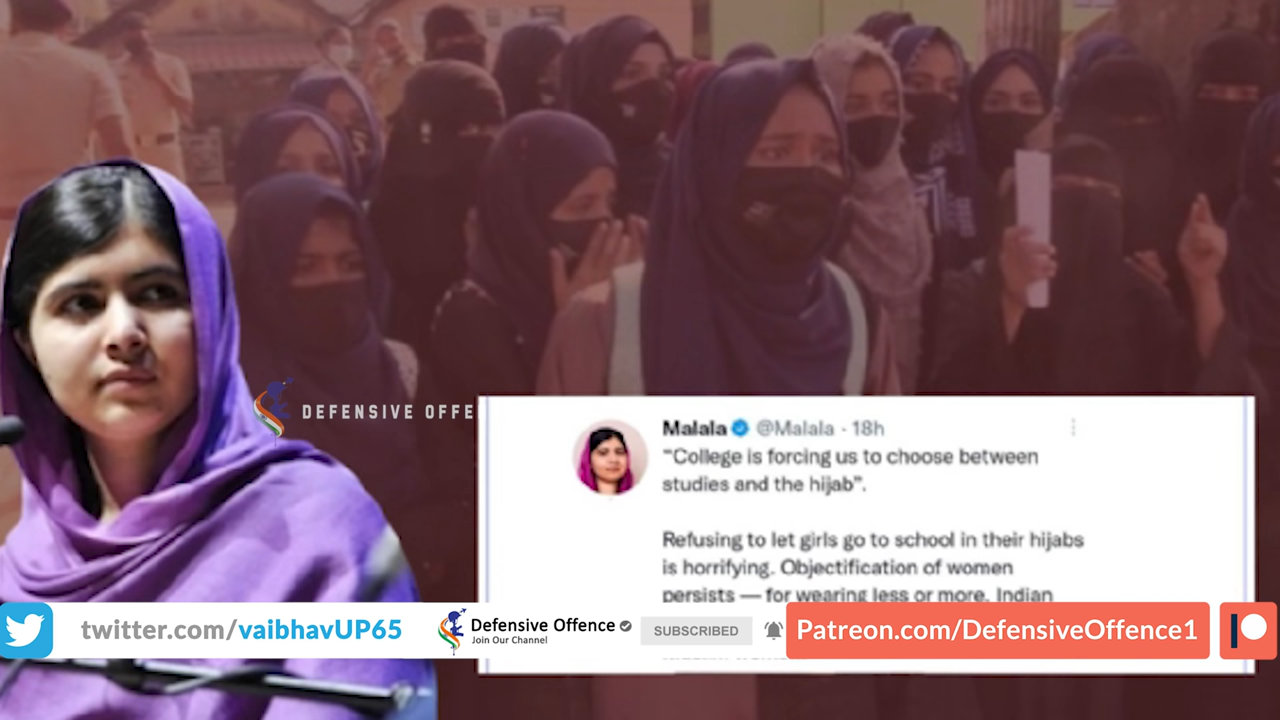 DEFENSIVE OFFE
Malala @Malala · 18h
"College is forcing us to choose between
studies and the hijab".
Refusing to let girls go to school in their hijabs
is horrifying. Objectification of women
persists — for wearing less or more. Indian
twitter.com/vaibhavUP65
Defensive Offence
Join Our Channel
SUBSCRIBED
Patreon.com/DefensiveOffence1